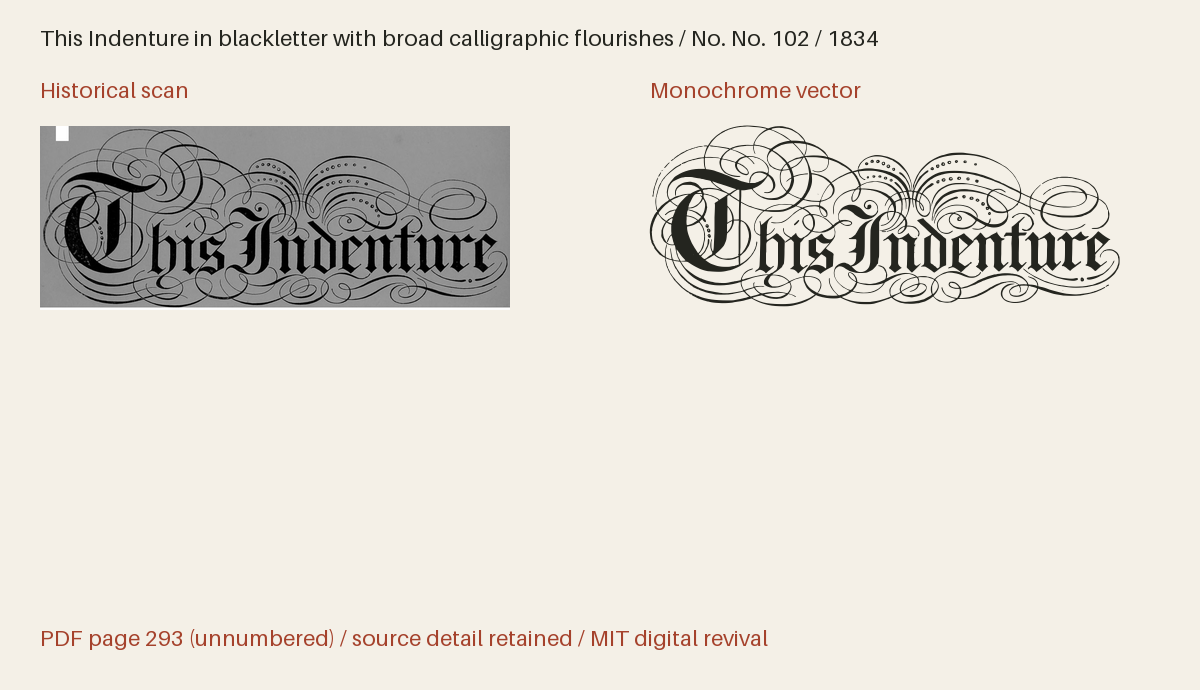 This Indenture in blackletter with broad calligraphic flourishes / No. No. 102 / 1834
Historical scan
Monochrome vector
This Indenture
This Indenture
PDF page 293 (unnumbered) / source detail retained / MIT digital revival